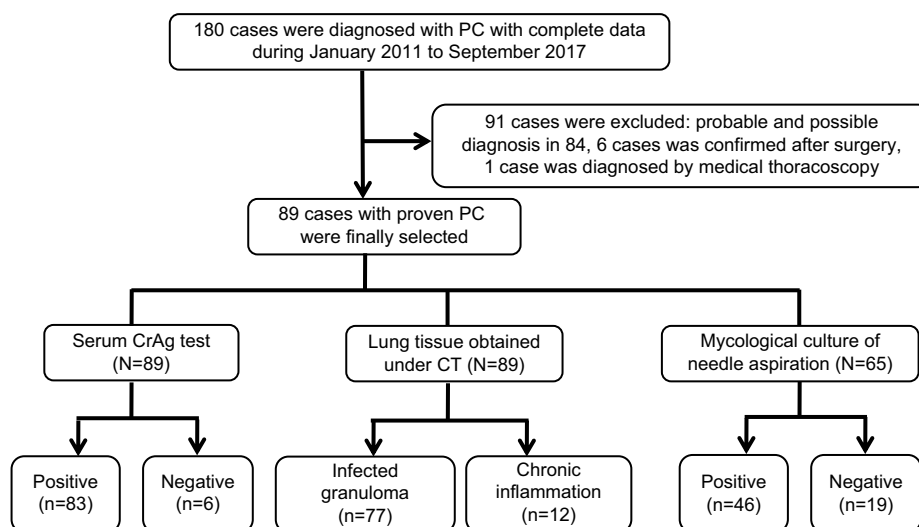 180 cases were diagnosed with PC with complete data
during January 2011 to September 2017
91 cases were excluded: probable and possible
diagnosis in 84, 6 cases was confirmed after surgery,
1 case was diagnosed by medical thoracoscopy
89 cases with proven PC
were finally selected
Serum CrAg test
(N=89)
Lung tissue obtained
under CT (N=89)
Mycological culture of
needle aspiration (N=65)
Positive
(n=83)
Negative
(n=6)
Infected
granuloma
(n=77)
Chronic
inflammation
(n=12)
Positive
(n=46)
Negative
(n=19)